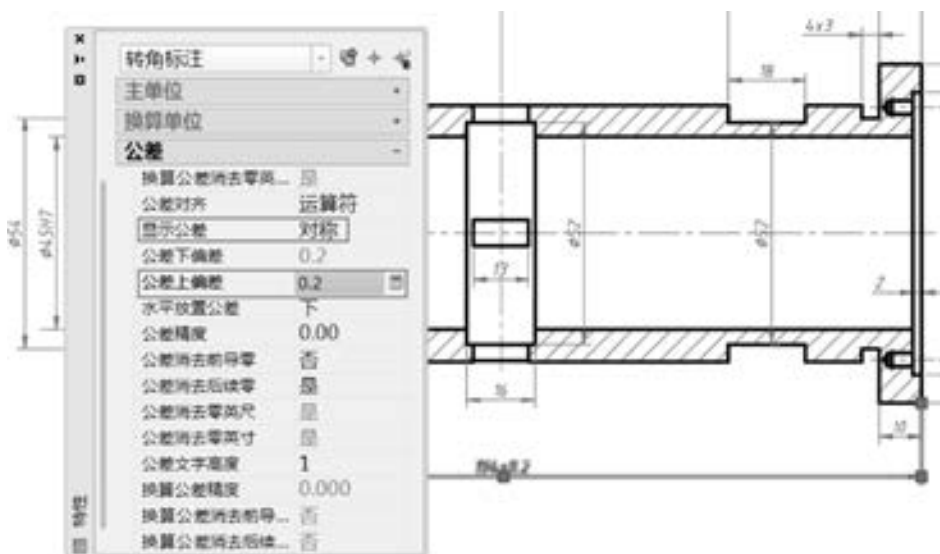 转角标注
主单位
换算单位
公差
换算公差消去零英... 是
公差对齐 运算符
显示公差 对称
公差下偏差 0.2
公差上偏差 0.2
水平放置公差 下
公差精度 0.00
公差消去前导零 否
公差消去后续零 是
公差消去零英尺 是
公差消去零英寸 是
公差文字高度 1
换算公差精度 0.000
换算公差消去前导... 否
换算公差消去后续... 否
特性
ø54
ø45H7
4x3
18
ø52
ø52
17
2
16
10